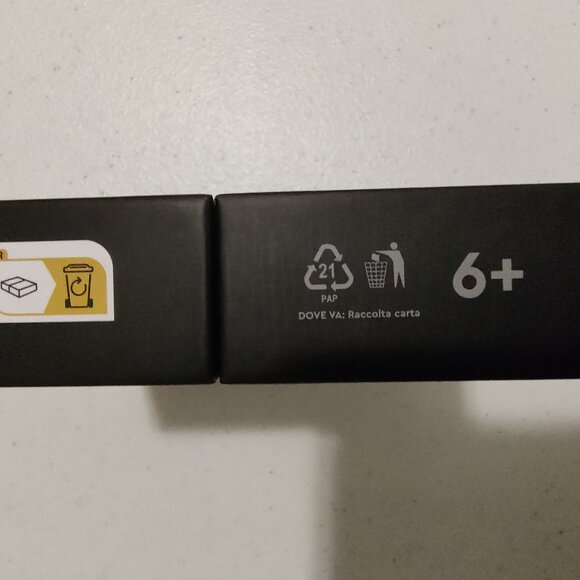 R
21
PAP
DOVE VA: Raccolta carta
6+